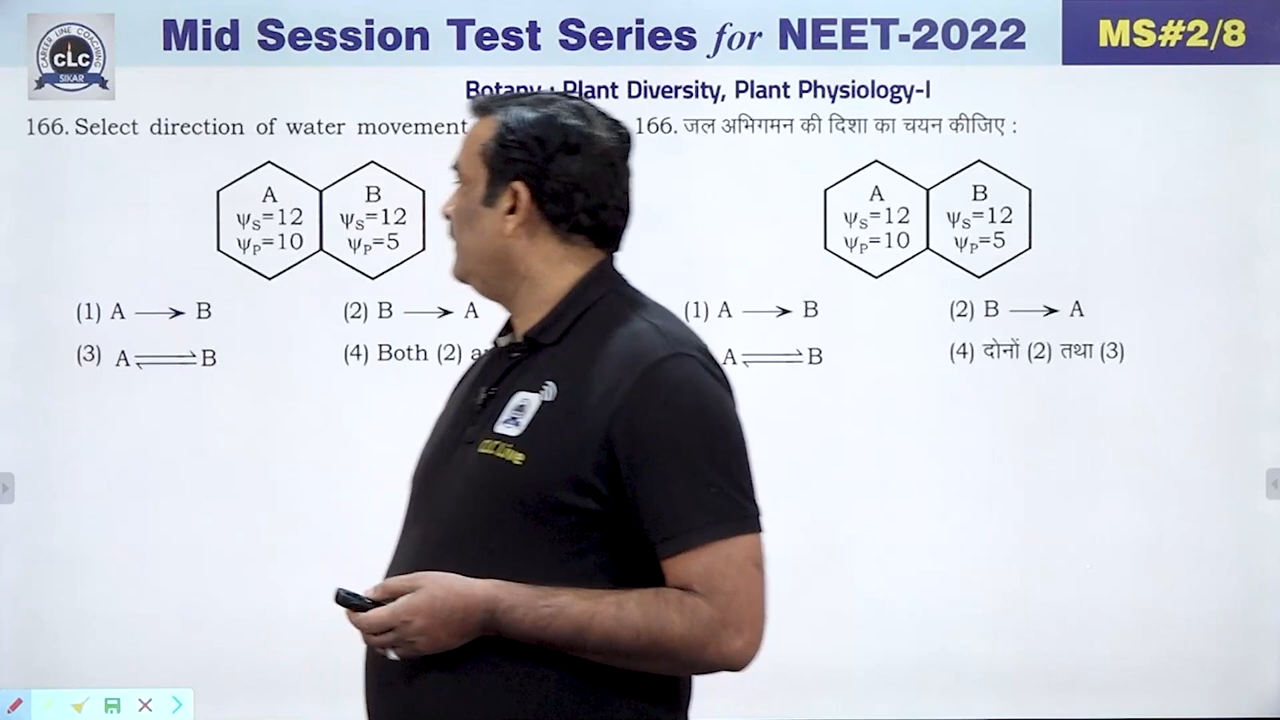 Mid Session Test Series for NEET-2022
MS#2/8
CAREER LINE COACHING
CLC
SIKAR
Botany : Plant Diversity, Plant Physiology-I
166. Select direction of water movement
A
ψS=12
ψP=10
B
ψS=12
ψP=5
(1) A ⟶ B
(2) B ⟶ A
(3) A ⇌ B
(4) Both (2)
166. जल अभिगमन की दिशा का चयन कीजिए :
A
ψS=12
ψP=10
B
ψS=12
ψP=5
(1) A ⟶ B
(2) B ⟶ A
A ⇌ B
(4) दोनों (2) तथा (3)
CLC Live